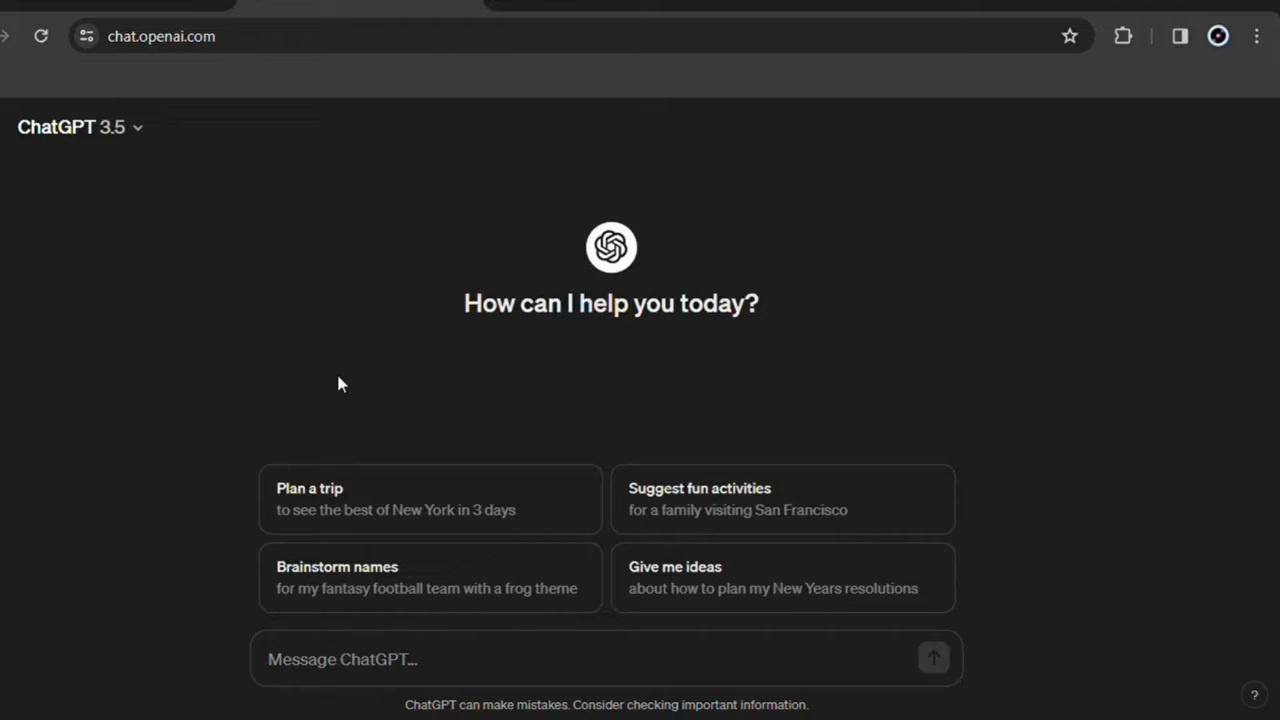 chat.openai.com
ChatGPT 3.5
How can I help you today?
Plan a trip
to see the best of New York in 3 days
Suggest fun activities
for a family visiting San Francisco
Brainstorm names
for my fantasy football team with a frog theme
Give me ideas
about how to plan my New Years resolutions
Message ChatGPT...
ChatGPT can make mistakes. Consider checking important information.
?